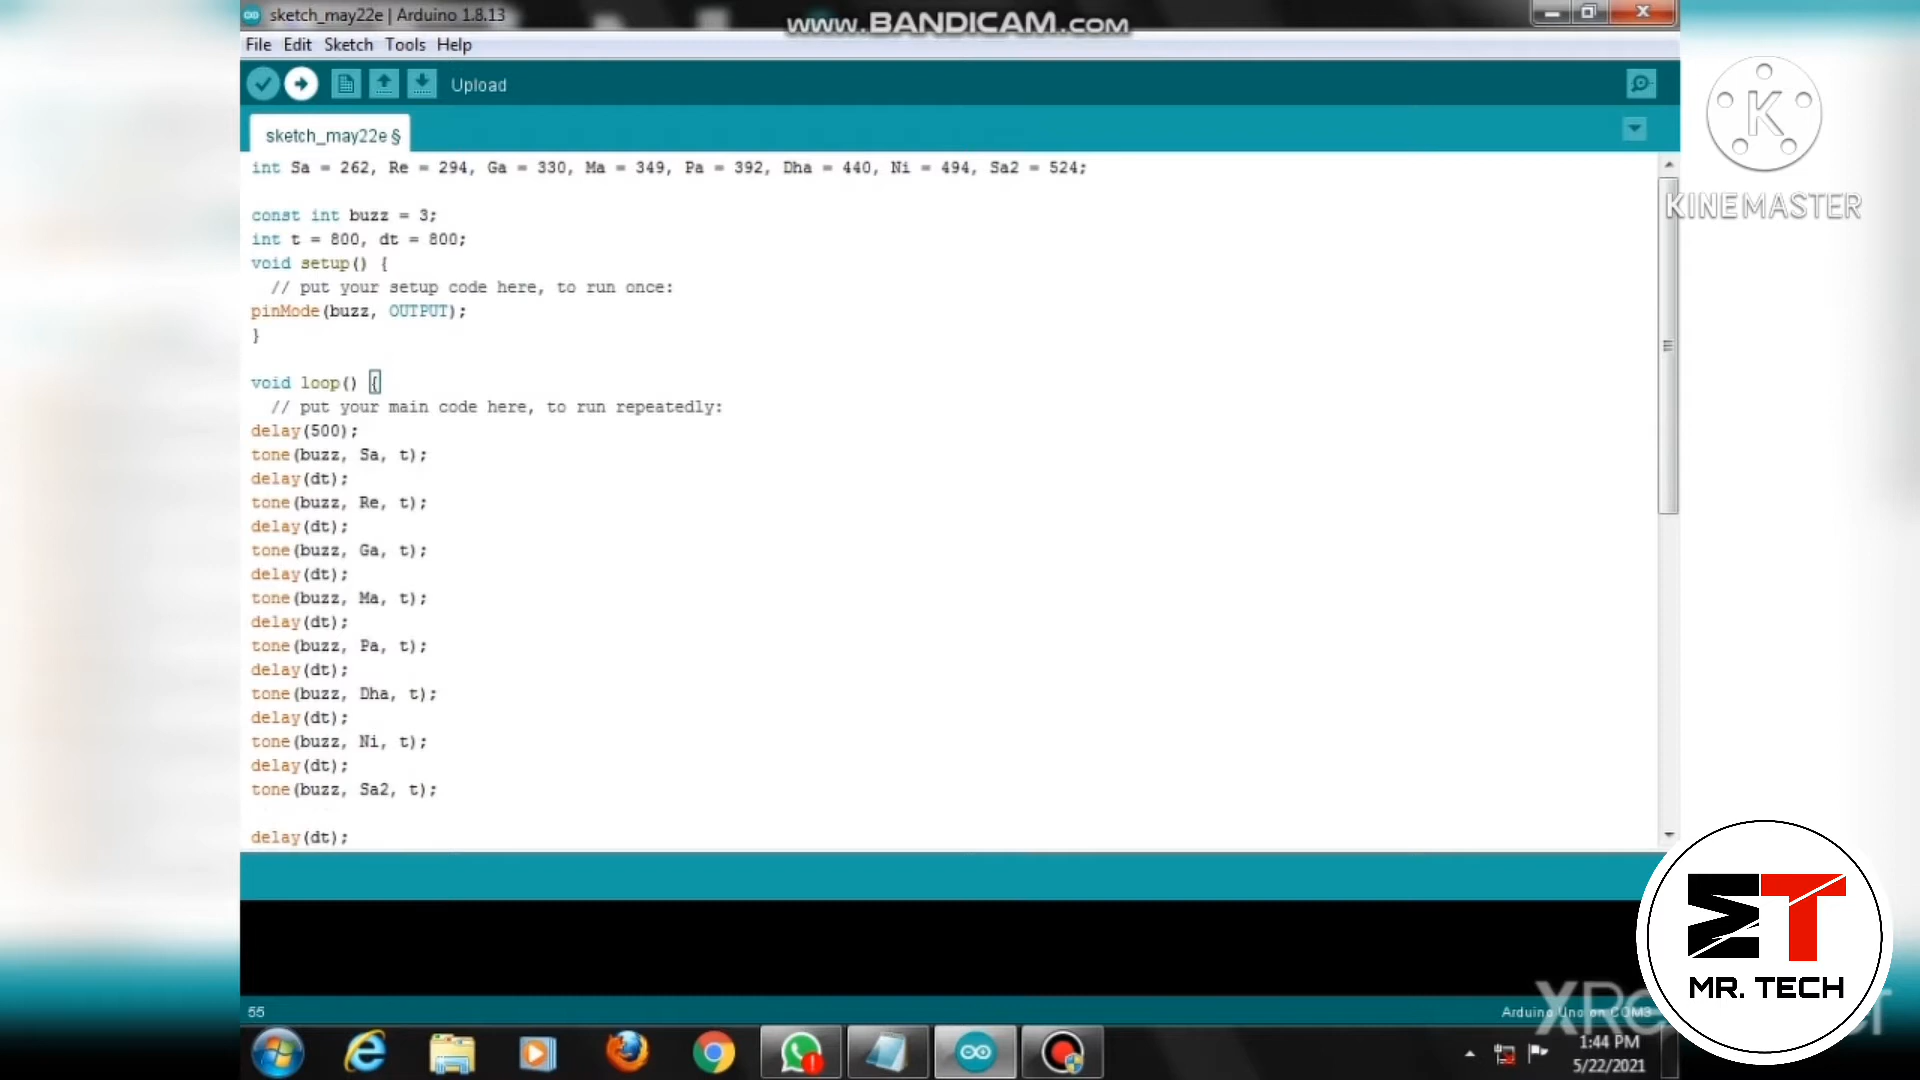 sketch_may22e | Arduino 1.8.13
www.BANDICAM.com
File Edit Sketch Tools Help
Upload
sketch_may22e §
int Sa = 262, Re = 294, Ga = 330, Ma = 349, Pa = 392, Dha = 440, Ni = 494, Sa2 = 524;
const int buzz = 3;
int t = 800, dt = 800;
void setup() {
// put your setup code here, to run once:
pinMode(buzz, OUTPUT);
}
void loop() {
// put your main code here, to run repeatedly:
delay(500);
tone(buzz, Sa, t);
delay(dt);
tone(buzz, Re, t);
delay(dt);
tone(buzz, Ga, t);
delay(dt);
tone(buzz, Ma, t);
delay(dt);
tone(buzz, Pa, t);
delay(dt);
tone(buzz, Dha, t);
delay(dt);
tone(buzz, Ni, t);
delay(dt);
tone(buzz, Sa2, t);
delay(dt);
55
Arduino Uno on COM3
1:44 PM
5/22/2021
K
KINEMASTER
MR. TECH